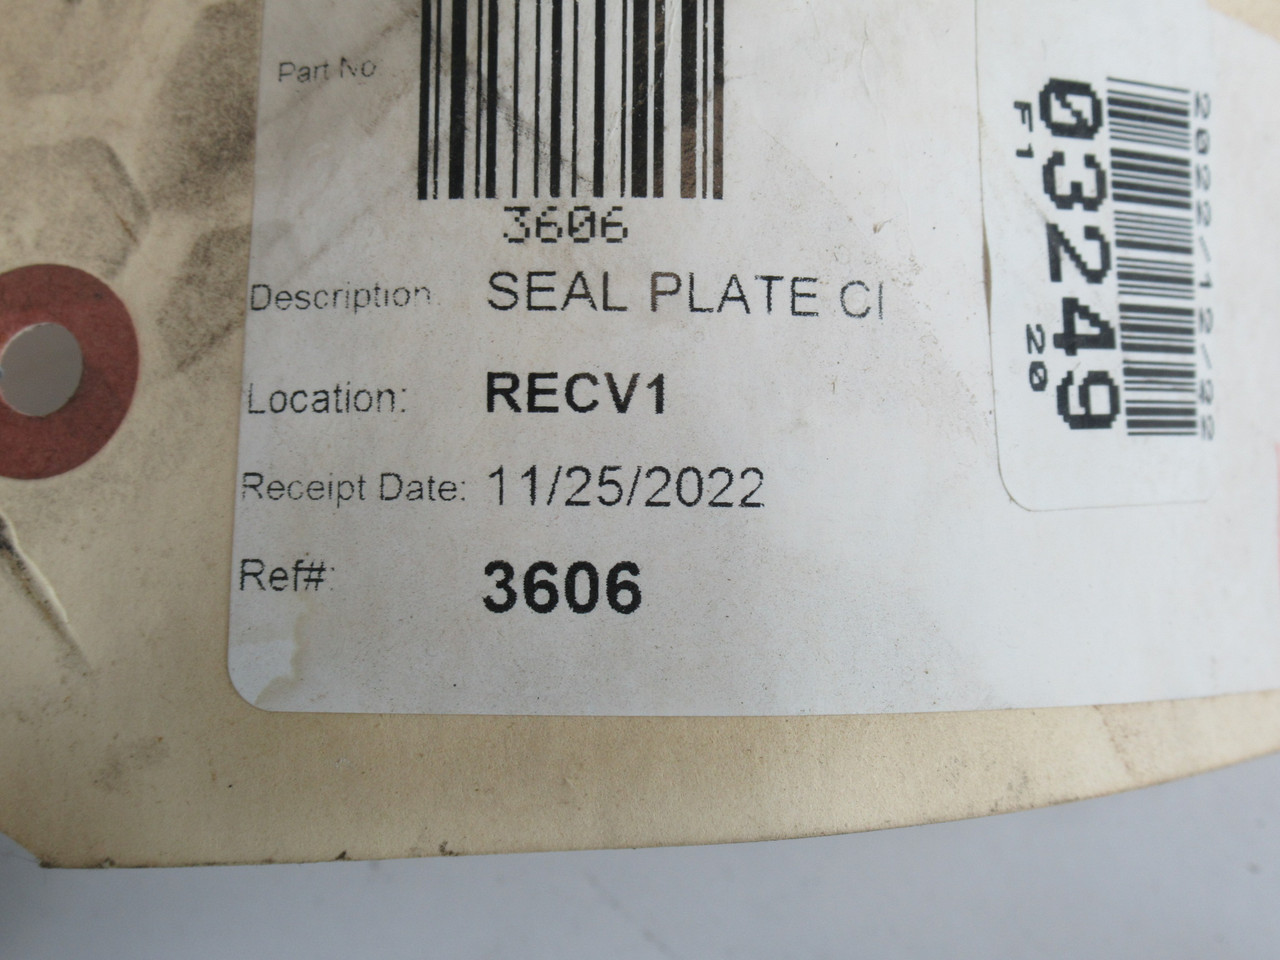 Part No
3606
Description: SEAL PLATE CI
Location: RECV1
Receipt Date: 11/25/2022
Ref#: 3606
2022-12-22
03249
F1 20